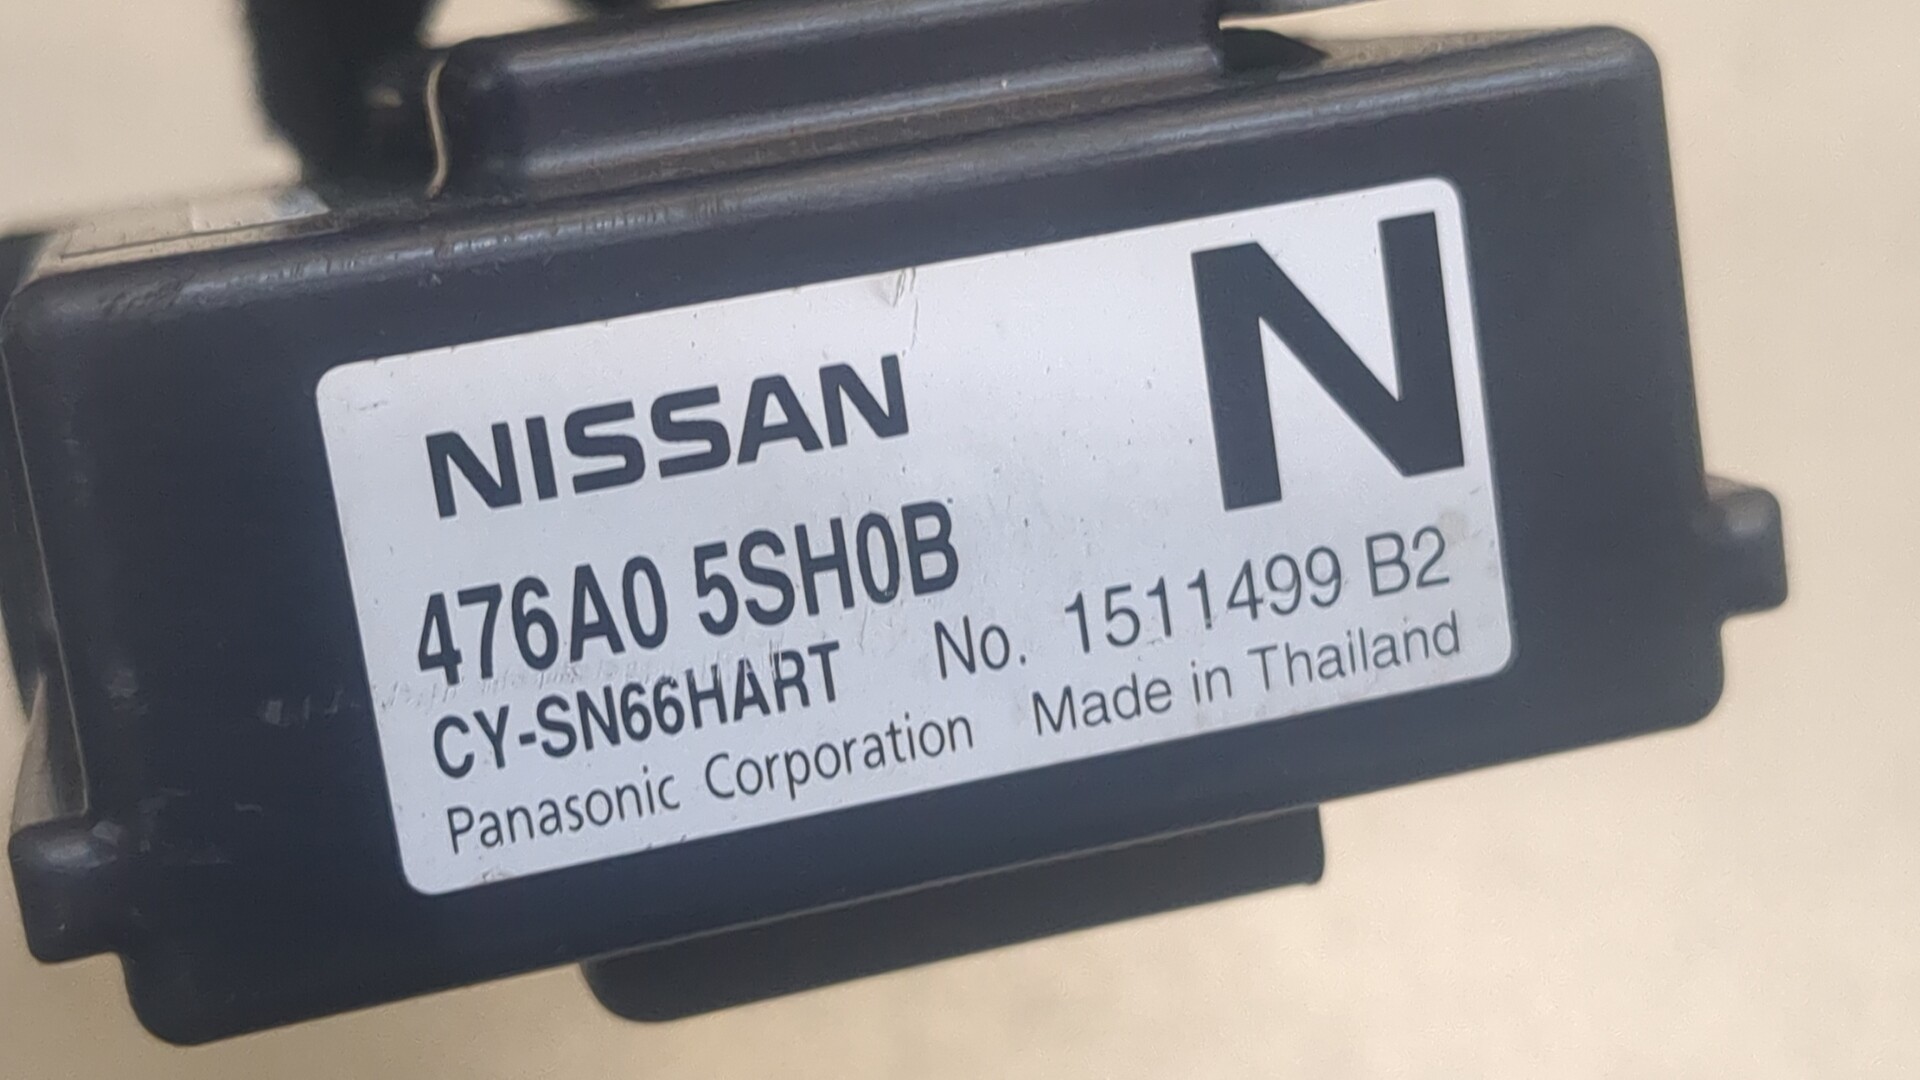 NISSAN
N
476A0 5SH0B
CY-SN66HART No. 1511499 B2
Panasonic Corporation Made in Thailand